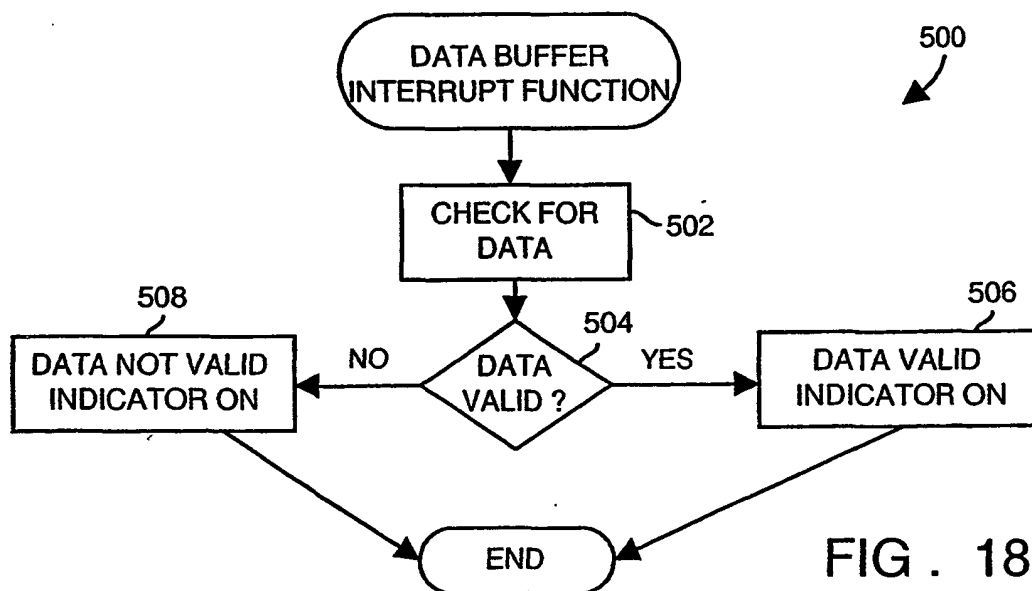 DATA BUFFER
INTERRUPT FUNCTION
500
CHECK FOR
DATA
502
508
504
506
DATA NOT VALID
INDICATOR ON
NO
DATA
VALID ?
YES
DATA VALID
INDICATOR ON
END
FIG . 18